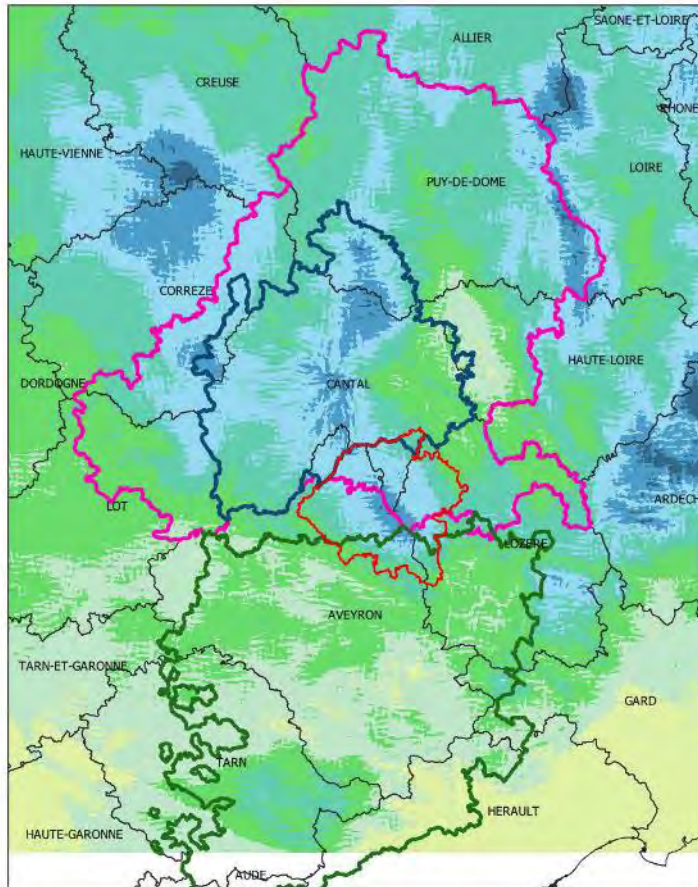 SAONE-ET-LOIRE
ALLIER
CREUSE
RHONE
HAUTE-VIENNE
LOIRE
PUY-DE-DOME
CORREZE
HAUTE-LOIRE
DORDOGNE
CANTAL
ARDECH
LOT
LOZERE
AVEYRON
TARN-ET-GARONNE
GARD
TARN
HERAULT
HAUTE-GARONNE
AUDE